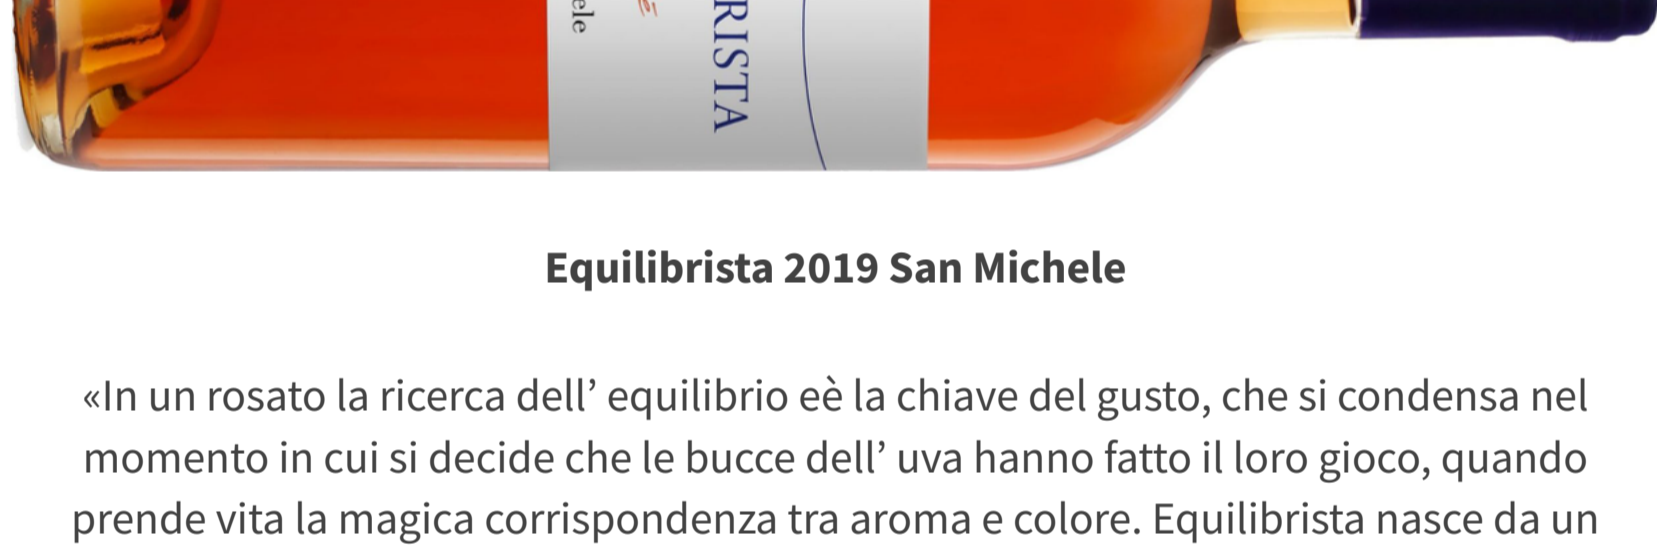 ele
é
RISTA
Equilibrista 2019 San Michele
«In un rosato la ricerca dell’ equilibrio eè la chiave del gusto, che si condensa nel
momento in cui si decide che le bucce dell’ uva hanno fatto il loro gioco, quando
prende vita la magica corrispondenza tra aroma e colore. Equilibrista nasce da un